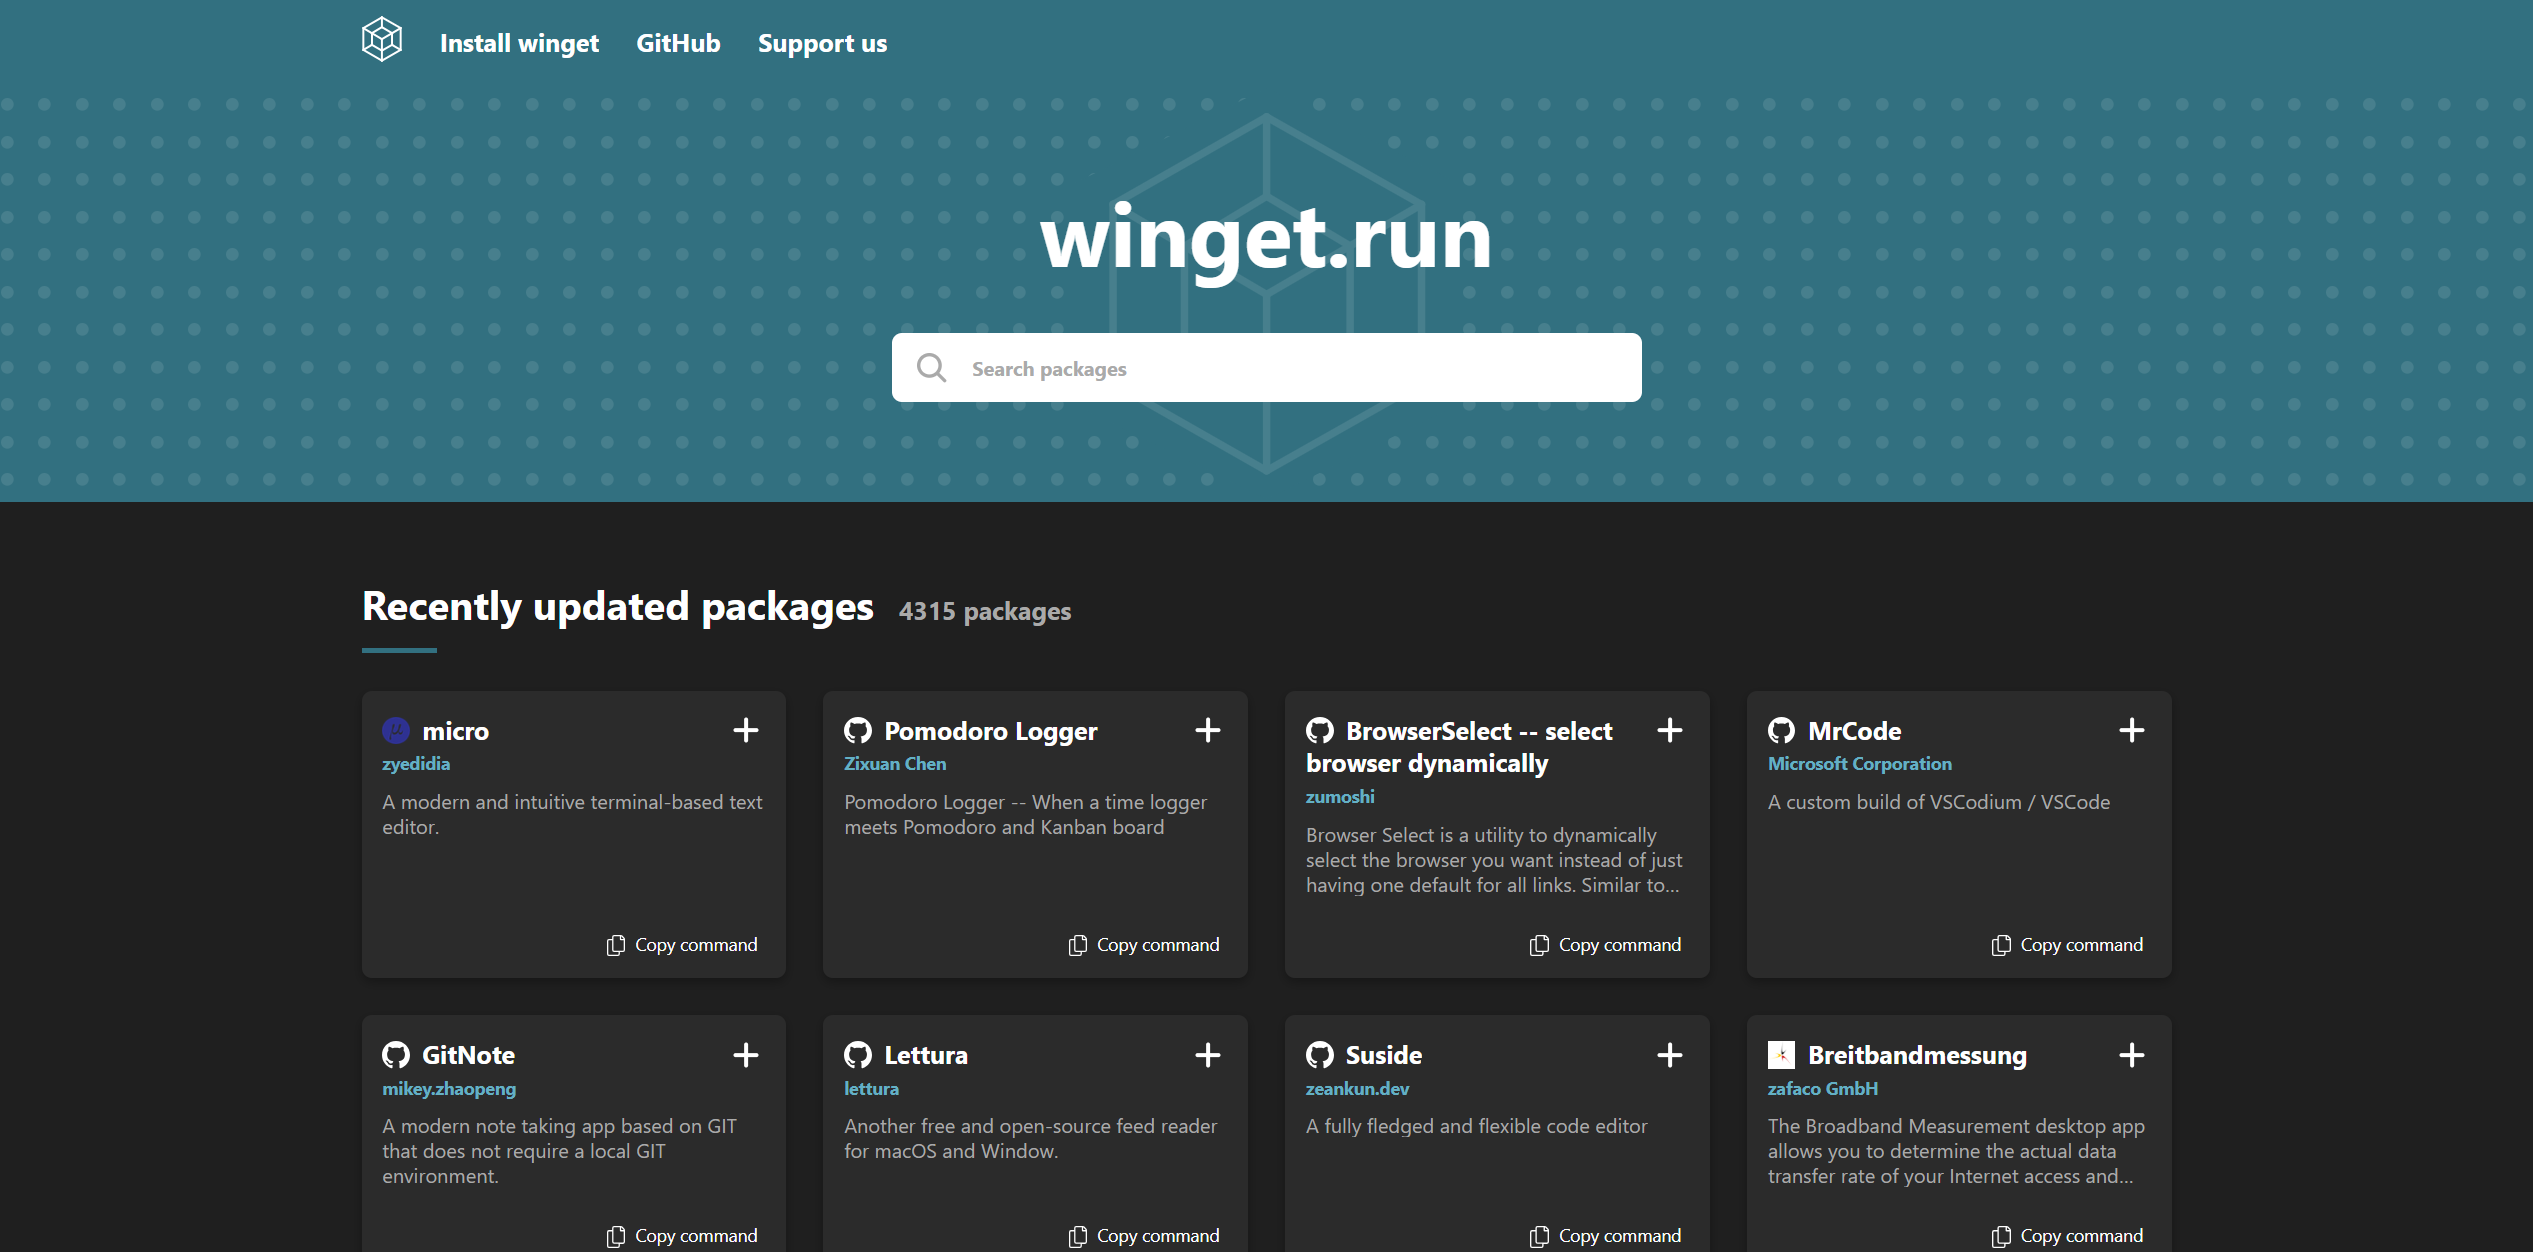 Install winget
GitHub
Support us
winget.run
Search packages
Recently updated packages
4315 packages
micro
zyedidia
A modern and intuitive terminal-based text
editor.
Copy command
Pomodoro Logger
Zixuan Chen
Pomodoro Logger -- When a time logger
meets Pomodoro and Kanban board
Copy command
BrowserSelect -- select
browser dynamically
zumoshi
Browser Select is a utility to dynamically
select the browser you want instead of just
having one default for all links. Similar to...
Copy command
MrCode
Microsoft Corporation
A custom build of VSCodium / VSCode
Copy command
GitNote
mikey.zhaopeng
A modern note taking app based on GIT
that does not require a local GIT
environment.
Copy command
Lettura
lettura
Another free and open-source feed reader
for macOS and Window.
Copy command
Suside
zeankun.dev
A fully fledged and flexible code editor
Copy command
Breitbandmessung
zafaco GmbH
The Broadband Measurement desktop app
allows you to determine the actual data
transfer rate of your Internet access and...
Copy command